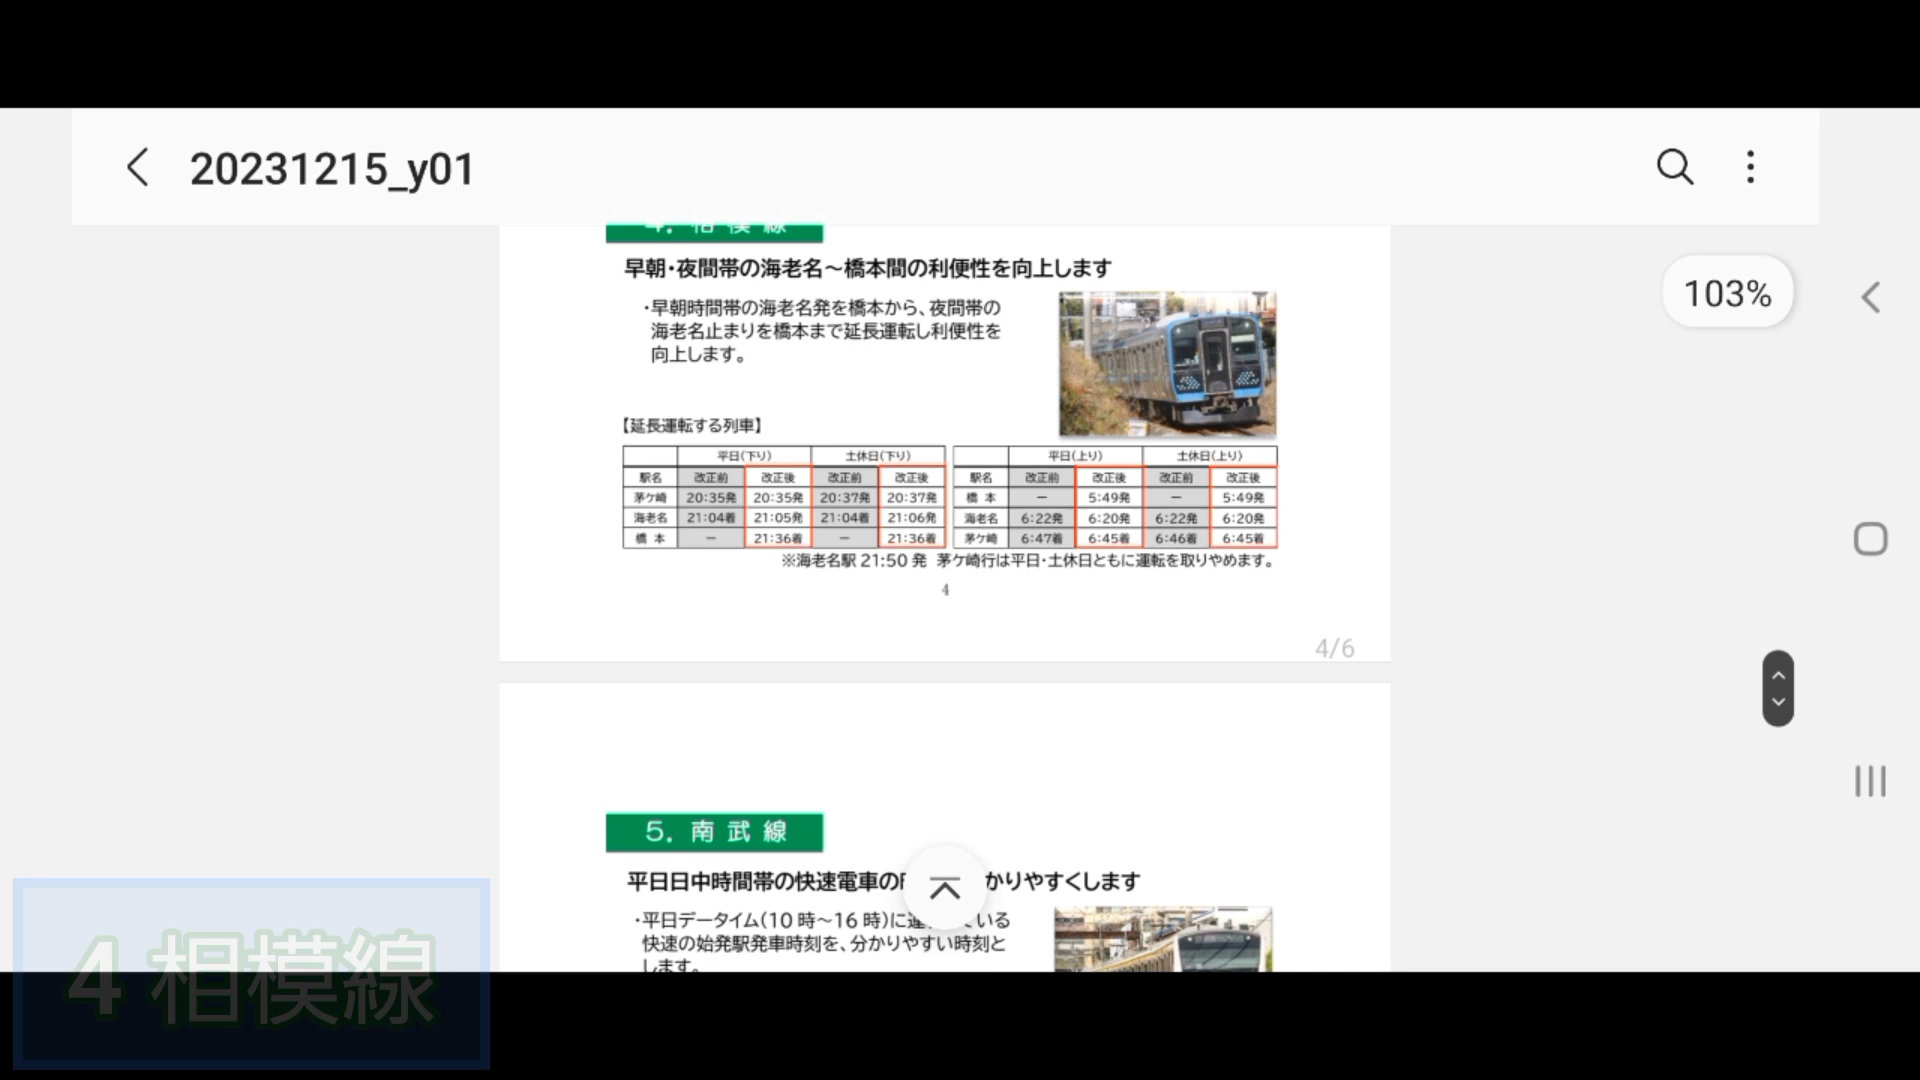 20231215_y01
103%
4. 相模線
早朝・夜間帯の海老名～橋本間の利便性を向上します
・早朝時間帯の海老名発を橋本から、夜間帯の
海老名止まりを橋本まで延長運転し利便性を
向上します。
【延長運転する列車】
平日(下り) 土休日(下り)
駅名 改正前 改正後 改正前 改正後
茅ケ崎 20:35発 20:35発 20:37発 20:37発
海老名 21:04着 21:05発 21:04着 21:06発
橋本 － 21:36着 － 21:36着
平日(上り) 土休日(上り)
駅名 改正前 改正後 改正前 改正後
橋本 － 5:49発 － 5:49発
海老名 6:22発 6:20発 6:22発 6:20発
茅ケ崎 6:47着 6:45着 6:46着 6:45着
※海老名駅 21:50 発 茅ケ崎行は平日・土休日ともに運転を取りやめます。
4
4/6
5. 南武線
平日日中時間帯の快速電車の かりやすくします
・平日データイム(10 時～16 時)に いる
快速の始発駅発車時刻を、分かりやすい時刻と
します。
4 相模線